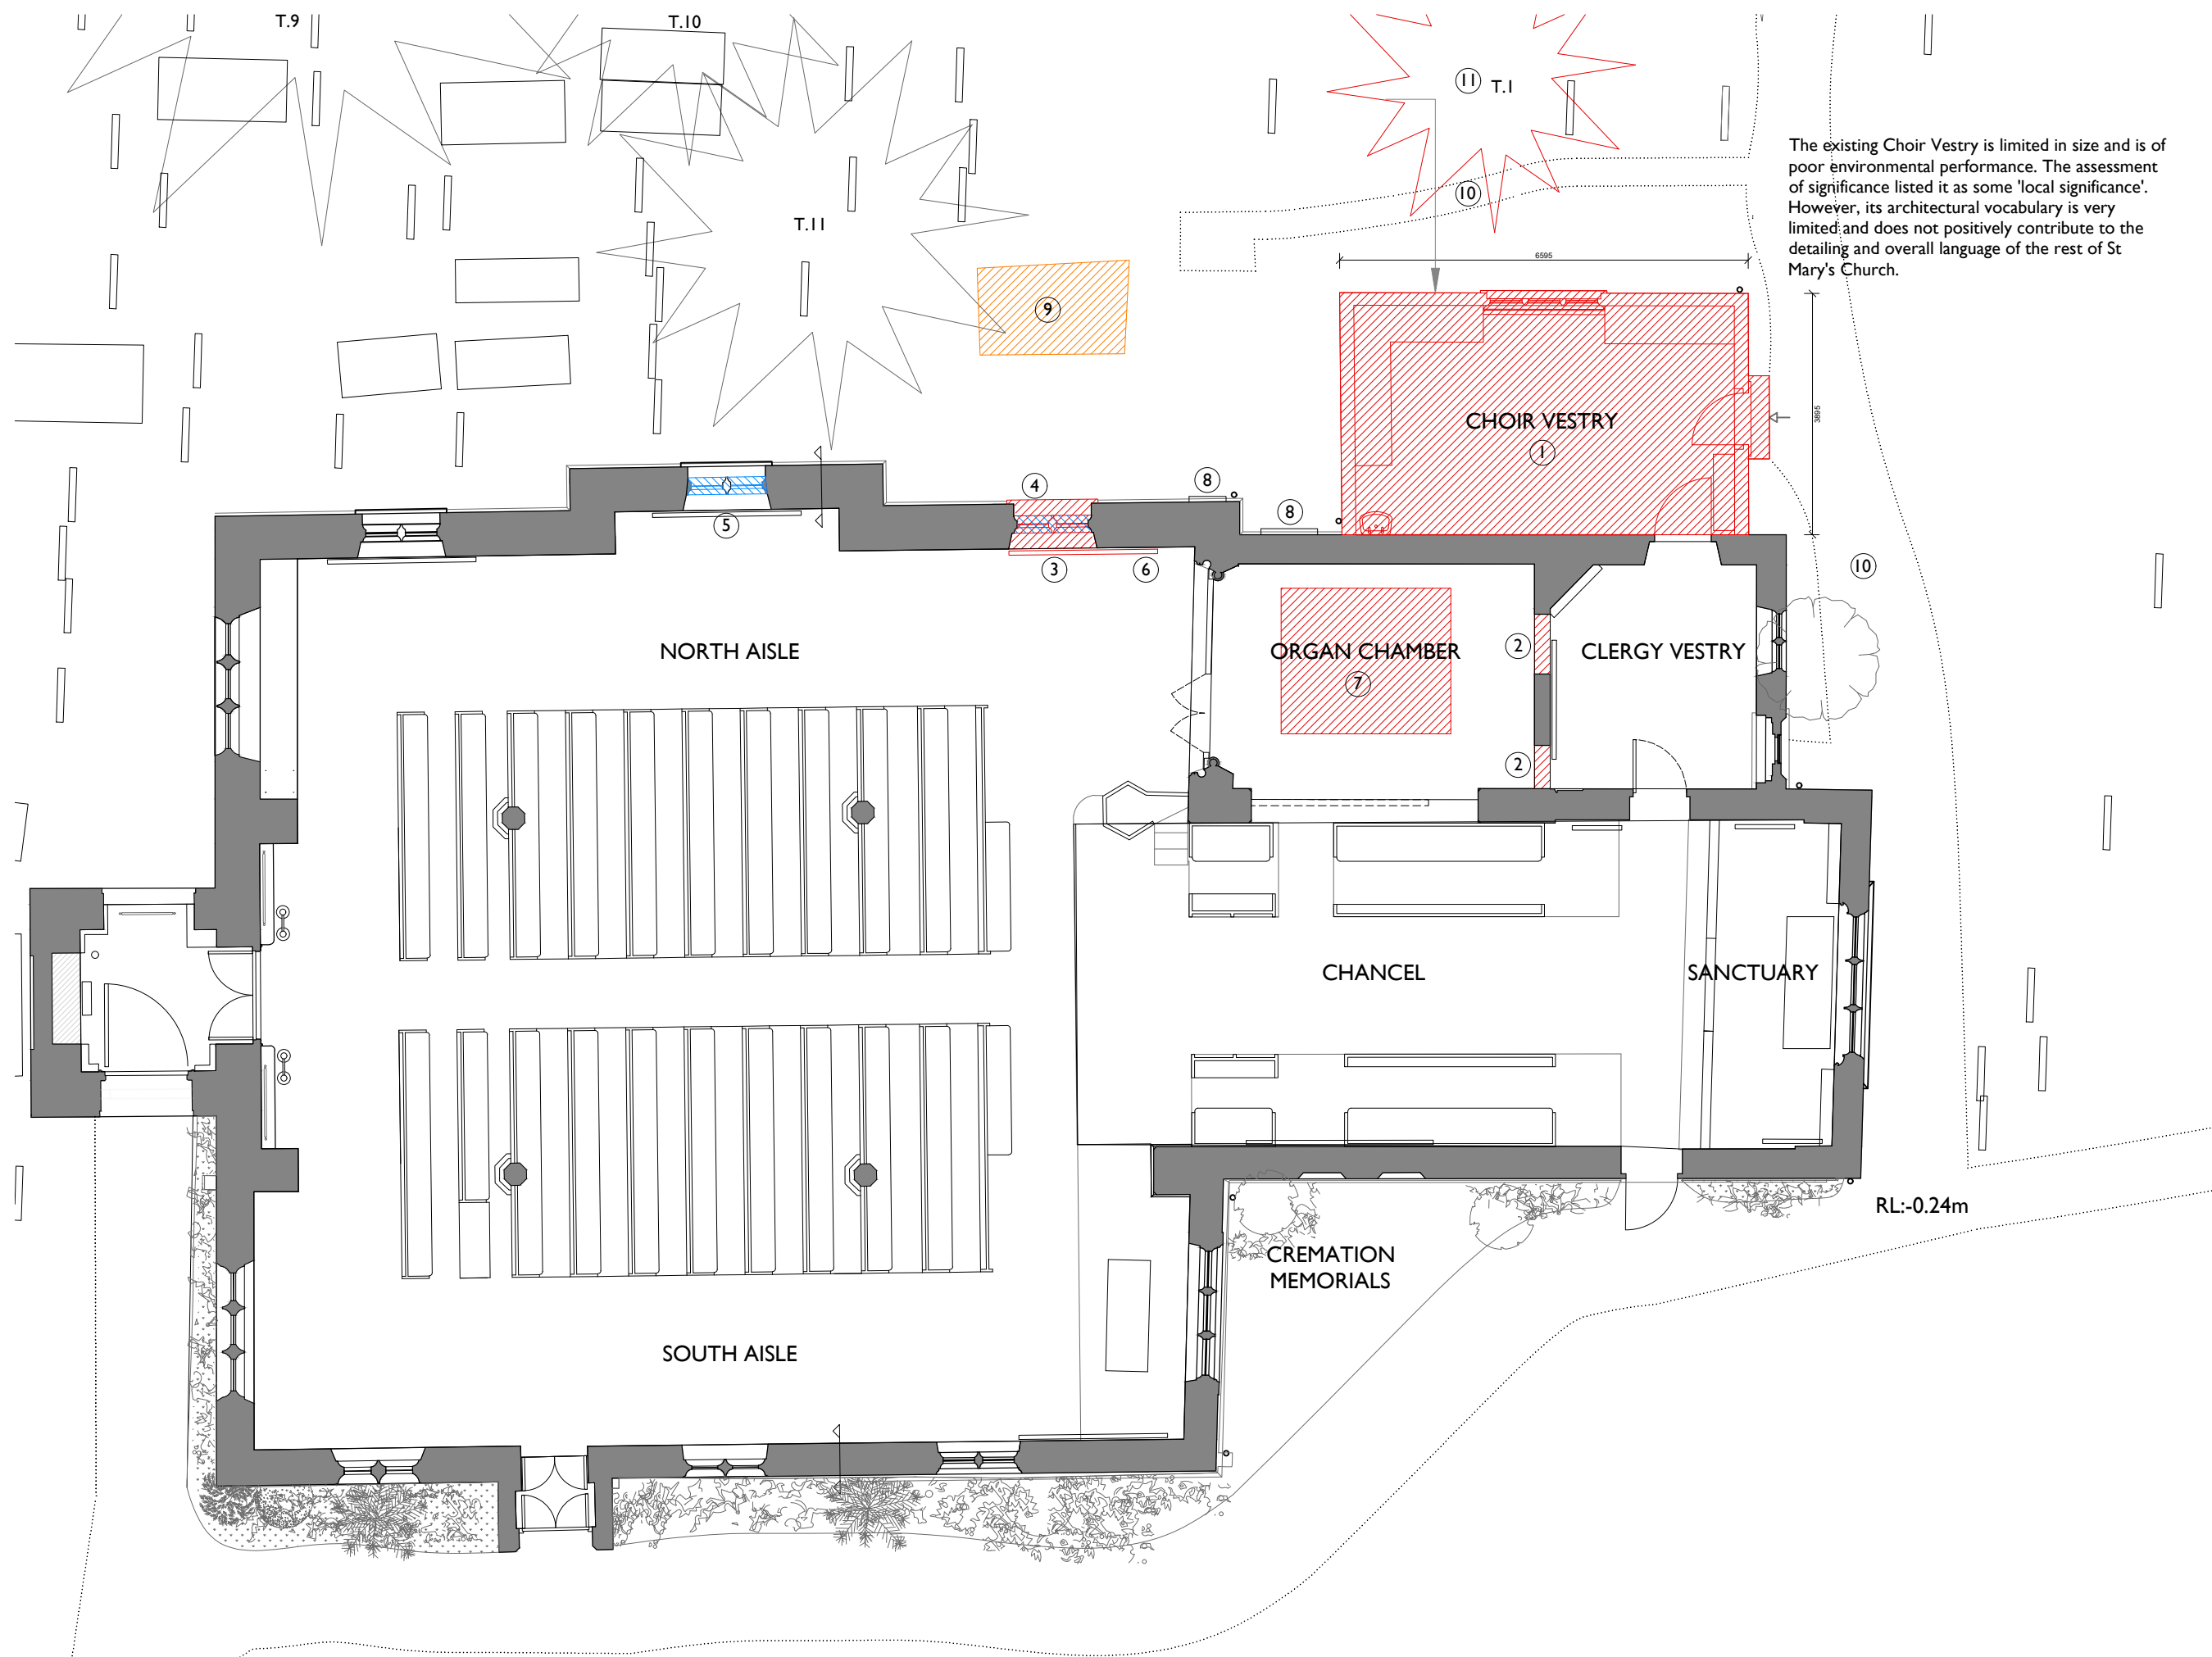 T.9
T.10
11 T.1
The existing Choir Vestry is limited in size and is of
poor environmental performance. The assessment
of significance listed it as some 'local significance'.
However, its architectural vocabulary is very
limited and does not positively contribute to the
detailing and overall language of the rest of St
Mary's Church.
10
T.11
6595
9
3895
CHOIR VESTRY
1
4
8
8
5
3
6
10
NORTH AISLE
ORGAN CHAMBER
7
2
CLERGY VESTRY
2
CHANCEL
SANCTUARY
RL:-0.24m
CREMATION
MEMORIALS
SOUTH AISLE